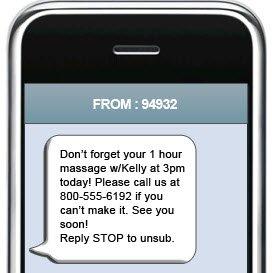 FROM : 94932
Don't forget your 1 hour
massage w/Kelly at 3pm
today! Please call us at
800-555-6192 if you
can't make it. See you
soon!
Reply STOP to unsub.